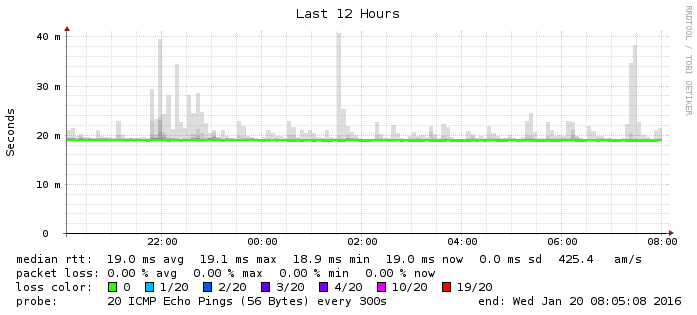 Last 12 Hours
RRDTOOL / TOBI OETIKER
Seconds
40 m
30 m
20 m
10 m
0
22:00 00:00 02:00 04:00 06:00 08:00
median rtt: 19.0 ms avg 19.1 ms max 18.9 ms min 19.0 ms now 0.0 ms sd 425.4 am/s
packet loss: 0.00 % avg 0.00 % max 0.00 % min 0.00 % now
loss color: 0 1/20 2/20 3/20 4/20 10/20 19/20
probe: 20 ICMP Echo Pings (56 Bytes) every 300s end: Wed Jan 20 08:05:08 2016